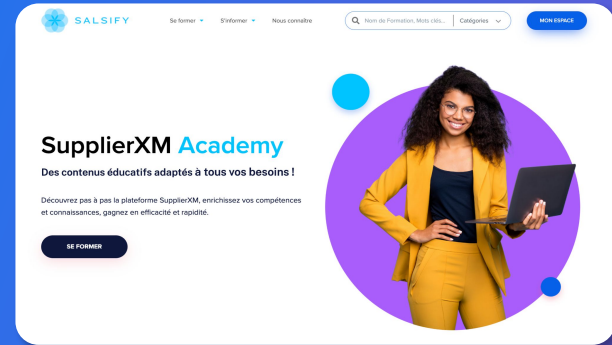 SALSIFY
Se former
S'informer
Nous connaître
Nom de Formation, Mots clés...
Catégories
MON ESPACE
SupplierXM Academy
Des contenus éducatifs adaptés à tous vos besoins !
Découvrez pas à pas la plateforme SupplierXM, enrichissez vos compétences
et connaissances, gagnez en efficacité et rapidité.
SE FORMER